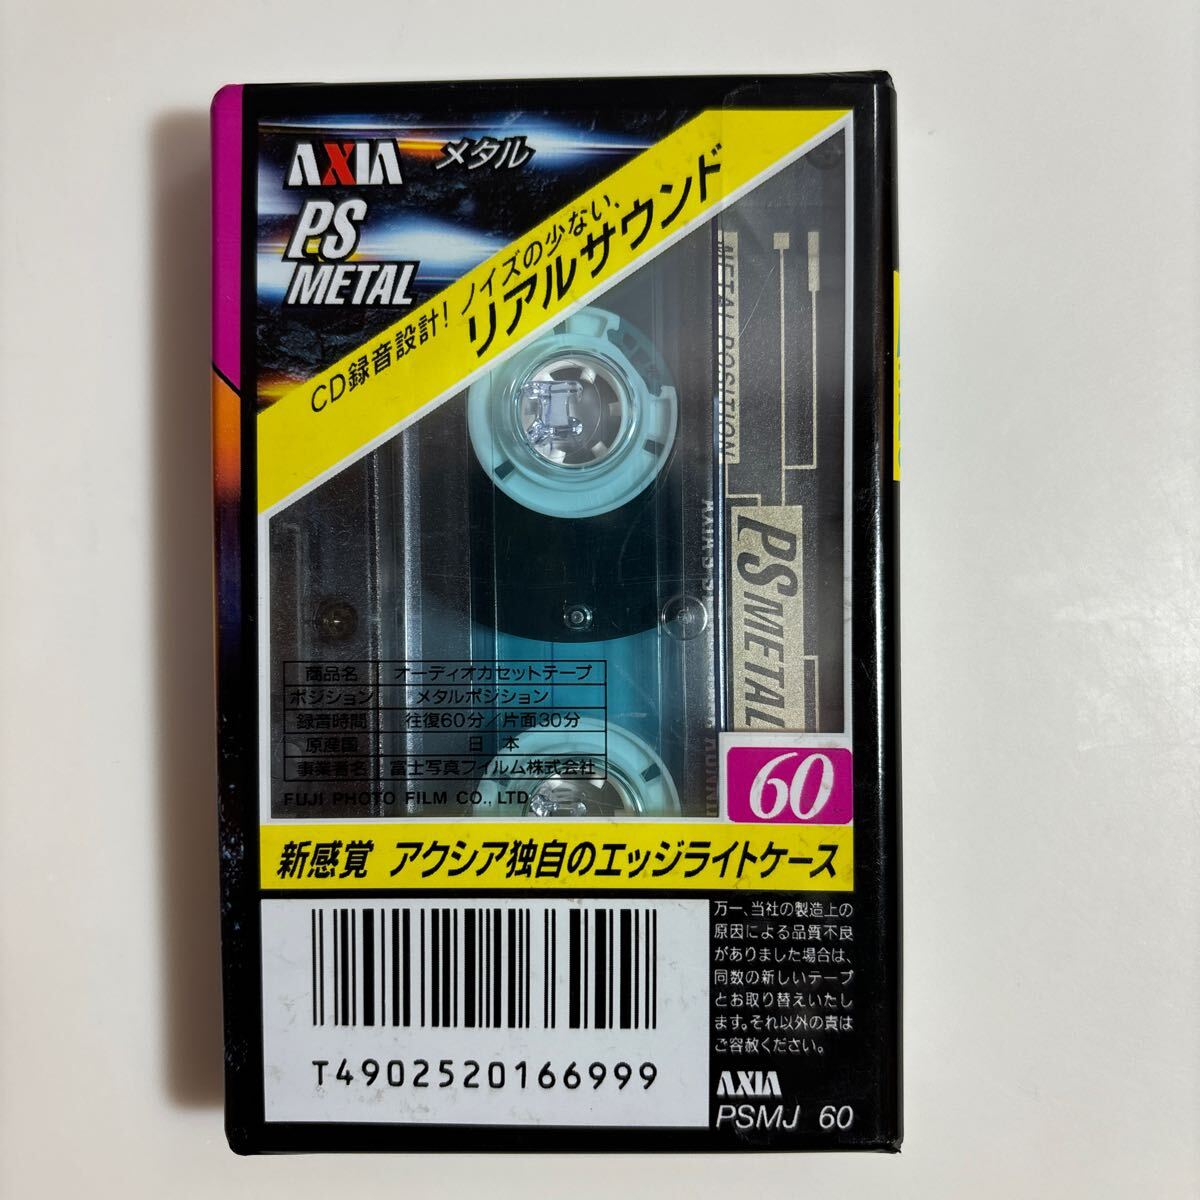 AXIA メタル
PS
METAL
CD録音設計! ノイズの少ない、
リアルサウンド
METAL POSITION
PS METAL
商品名 オーディオカセットテープ
ポジション メタルポジション
録音時間 往復60分/片面30分
原産国 日本
事業者名 富士写真フイルム株式会社
FUJI PHOTO FILM CO., LTD
60
新感覚 アクシア独自のエッジライトケース
万一、当社の製造上の
原因による品質不良
がありました場合は、
同数の新しいテープ
とお取り替えいたし
ます。それ以外の責は
ご容赦ください。
T4902520166999
AXIA
PSMJ 60